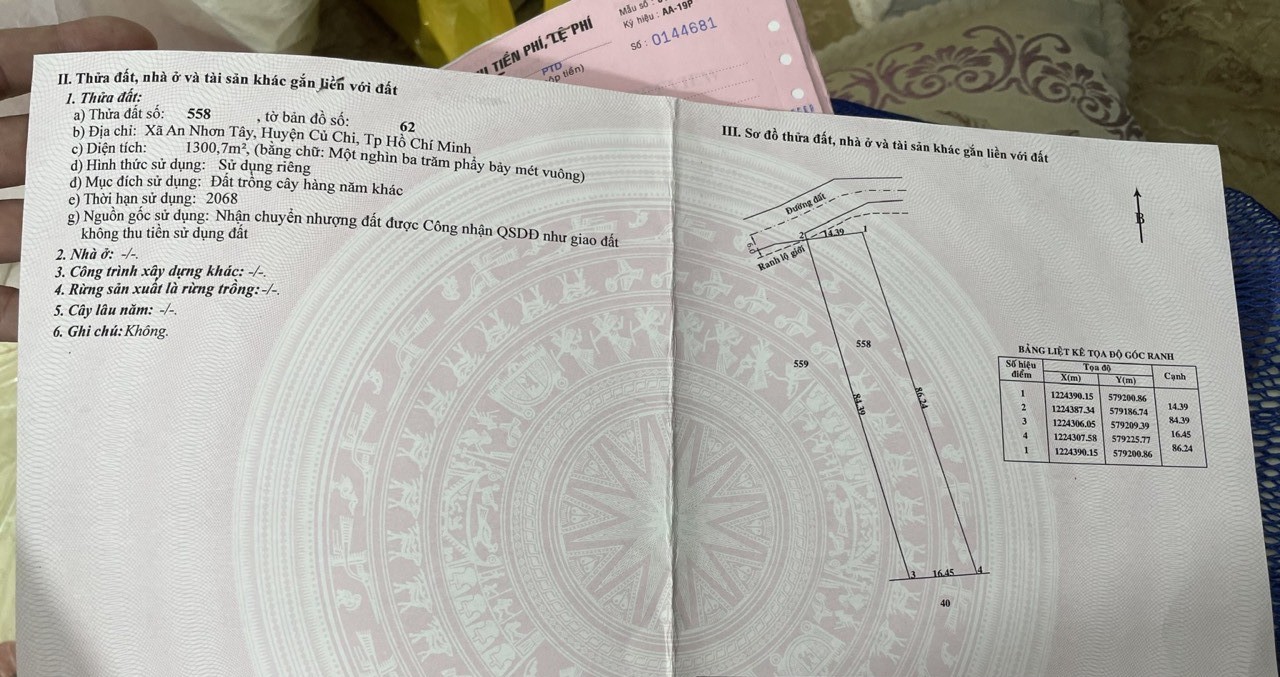 II. Thửa đất, nhà ở và tài sản khác gắn liền với đất
1. Thửa đất:
a) Thửa đất số: 558 , tờ bản đồ số: 62
b) Địa chỉ: Xã An Nhơn Tây, Huyện Củ Chi, Tp Hồ Chí Minh
c) Diện tích: 1300,7m², (bằng chữ: Một nghìn ba trăm phẩy bảy mét vuông)
d) Hình thức sử dụng: Sử dụng riêng
đ) Mục đích sử dụng: Đất trồng cây hàng năm khác
e) Thời hạn sử dụng: 2068
g) Nguồn gốc sử dụng: Nhận chuyển nhượng đất được Công nhận QSDĐ như giao đất
không thu tiền sử dụng đất
2. Nhà ở: -/-.
3. Công trình xây dựng khác: -/-.
4. Rừng sản xuất là rừng trồng: -/-.
5. Cây lâu năm: -/-.
6. Ghi chú: Không.
TIỀN PHÍ, LỆ PHÍ
PTD
Mẫu số
Ký hiệu : AA-19P
Số : 0144681
III. Sơ đồ thửa đất, nhà ở và tài sản khác gắn liền với đất
B
Đường đất
6.0
Ranh lộ giới
2 14.39 1
558
559
84.39
86.24
3 16.45 4
40
BẢNG LIỆT KÊ TỌA ĐỘ GÓC RANH
Số hiệu điểm Tọa độ Cạnh
X(m) Y(m)
1 1224390.15 579200.86
14.39
2 1224387.34 579186.74
84.39
3 1224306.05 579209.39
16.45
4 1224307.58 579225.77
86.24
1 1224390.15 579200.86